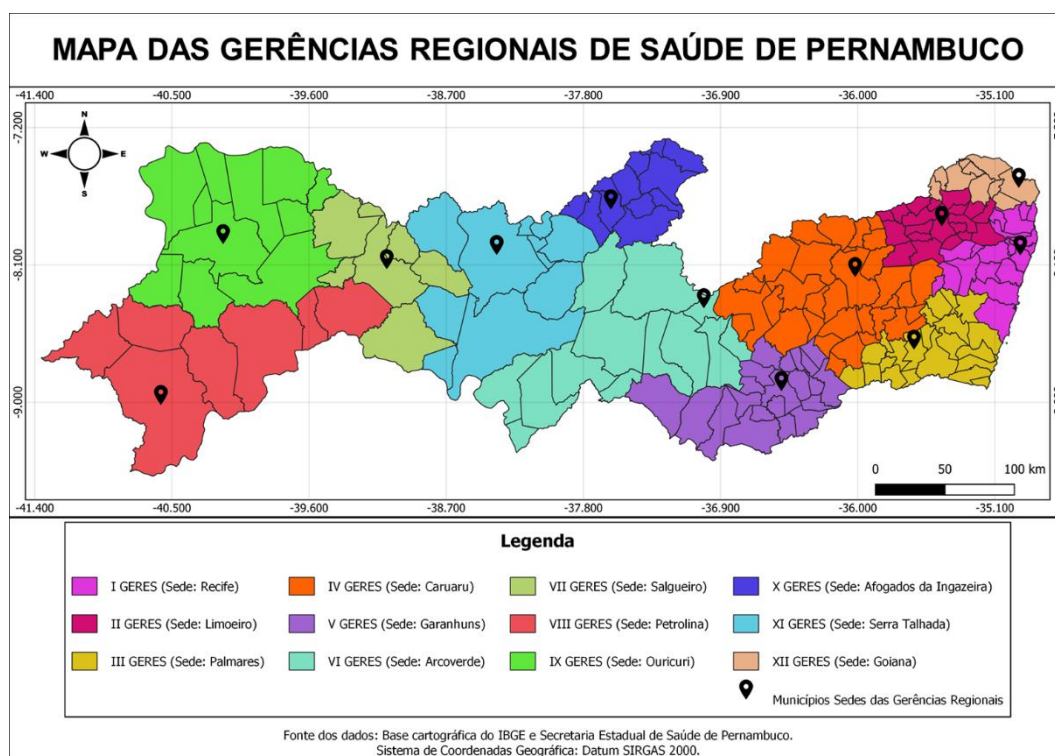 MAPA DAS GERÊNCIAS REGIONAIS DE SAÚDE DE PERNAMBUCO
-41.400 -40.500 -39.600 -38.700 -37.800 -36.900 -36.000 -35.100
-7.200
N
W E
S
-8.100
-9.000
0 50 100 km
-41.400 -40.500 -39.600 -38.700 -37.800 -36.900 -36.000 -35.100
Legenda
I GERES (Sede: Recife) IV GERES (Sede: Caruaru) VII GERES (Sede: Salgueiro) X GERES (Sede: Afogados da Ingazeira)
II GERES (Sede: Limoeiro) V GERES (Sede: Garanhuns) VIII GERES (Sede: Petrolina) XI GERES (Sede: Serra Talhada)
III GERES (Sede: Palmares) VI GERES (Sede: Arcoverde) IX GERES (Sede: Ouricuri) XII GERES (Sede: Goiana)
Municípios Sedes das Gerências Regionais
Fonte dos dados: Base cartográfica do IBGE e Secretaria Estadual de Saúde de Pernambuco.
Sistema de Coordenadas Geográfica: Datum SIRGAS 2000.